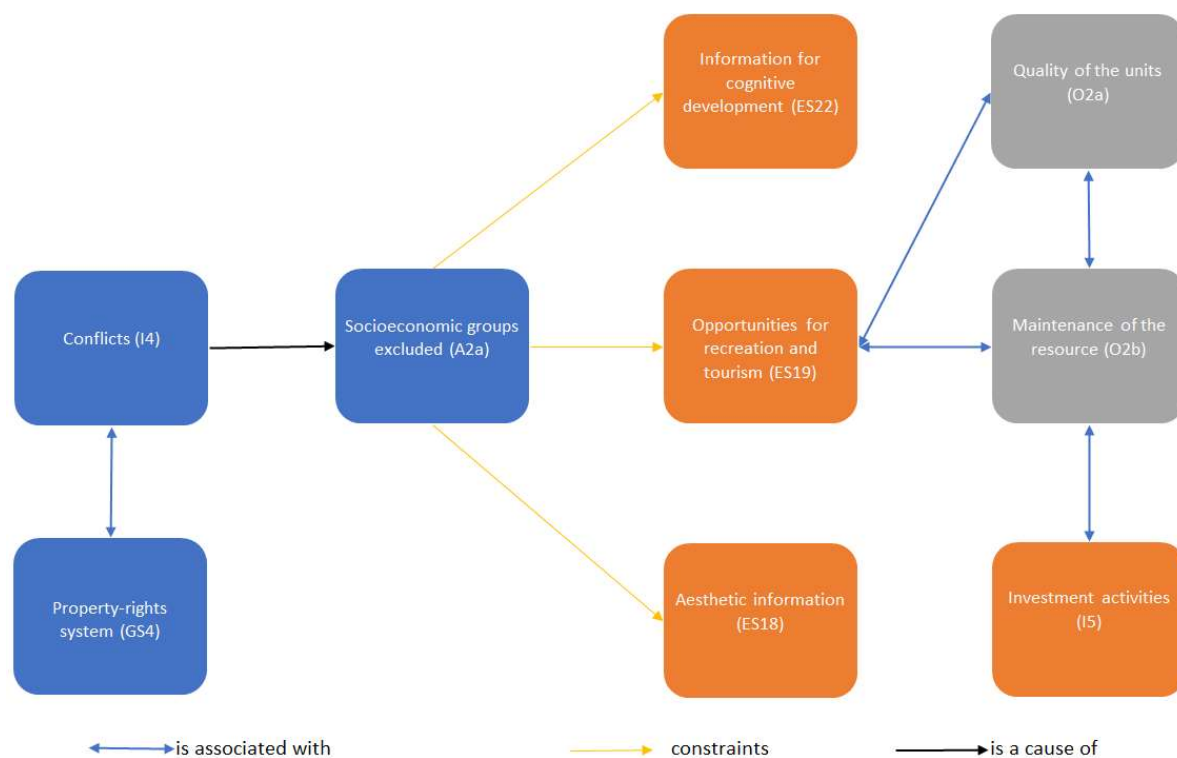 Information for
cognitive
development (ES22)
Quality of the units
(O2a)
Conflicts (I4)
Socioeconomic groups
excluded (A2a)
Opportunities for
recreation and
tourism (ES19)
Maintenance of the
resource (O2b)
Property-rights
system (GS4)
Aesthetic information
(ES18)
Investment activities
(I5)
is associated with
constraints
is a cause of